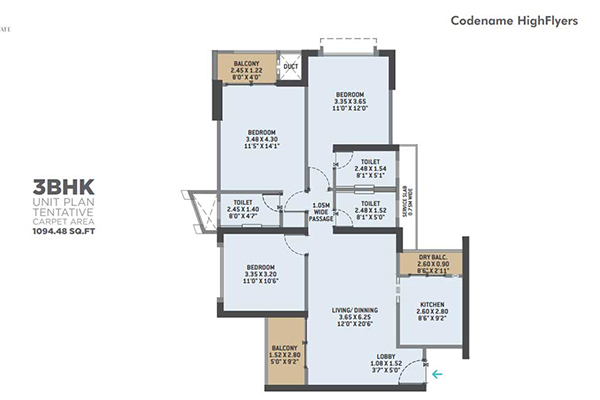 Codename HighFlyers
3BHK
UNIT PLAN
TENTATIVE
CARPET AREA
1094.48 SQ.FT
BALCONY
2.45 X 1.22
8'0" X 4'0"
DUCT
BEDROOM
3.35 X 3.65
11'0" X 12'0"
BEDROOM
3.48 X 4.30
11'5" X 14'1"
TOILET
2.48 X 1.54
8'1" X 5'1"
TOILET
2.45 X 1.40
8'0" X 4'7"
1.05M
WIDE
PASSAGE
TOILET
2.48 X 1.52
8'1" X 5'0"
SERVICE SLAB
0.75M WIDE
BEDROOM
3.35 X 3.20
11'0" X 10'6"
DRY BALC.
2.60 X 0.90
8'6" X 2'11"
KITCHEN
2.60 X 2.80
8'6" X 9'2"
LIVING/ DINNING
3.65 X 6.25
12'0" X 20'6"
BALCONY
1.52 X 2.80
5'0" X 9'2"
LOBBY
1.08 X 1.52
3'7" X 5'0"